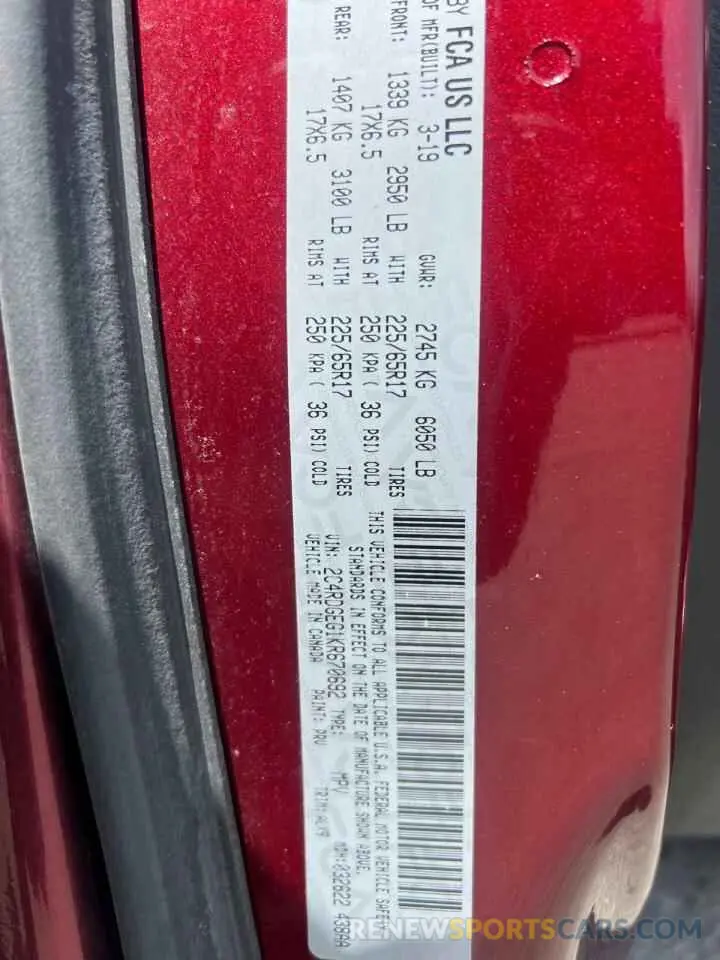 BY FCA US LLC
OF MFR(BUILT): 3-19 GVWR: 2745 KG 6050 LB
FRONT: 1339 KG 2950 LB WITH 225/65R17 TIRES
17X6.5 RIMS AT 250 KPA ( 36 PSI) COLD
REAR: 1407 KG 3100 LB WITH 225/65R17 TIRES
17X6.5 RIMS AT 250 KPA ( 36 PSI) COLD
THIS VEHICLE CONFORMS TO ALL APPLICABLE U.S.A. FEDERAL MOTOR VEHICLE SAFETY
STANDARDS IN EFFECT ON THE DATE OF MANUFACTURE SHOWN ABOVE.
VIN: 2C4RDGEG1KR670692 TYPE: MPV MDH:032622 438AA
VEHICLE MADE IN CANADA PAINT: PRV TRIM:
RENEWSPORTSCARS.COM